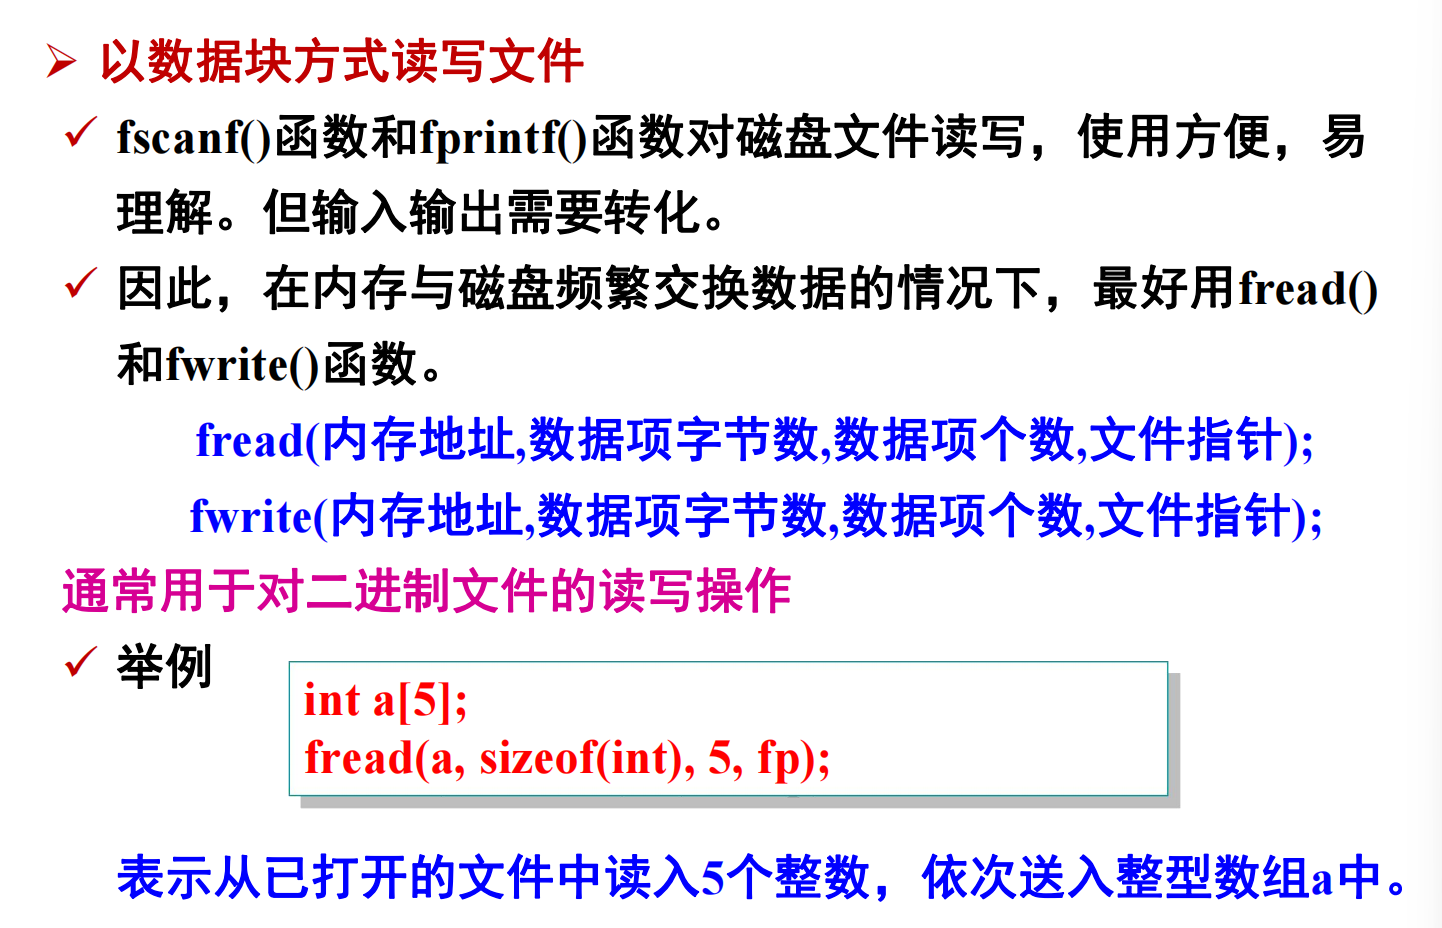 以数据块方式读写文件
fscanf()函数和fprintf()函数对磁盘文件读写，使用方便，易
理解。但输入输出需要转化。
因此，在内存与磁盘频繁交换数据的情况下，最好用fread()
和fwrite()函数。
fread(内存地址,数据项字节数,数据项个数,文件指针);
fwrite(内存地址,数据项字节数,数据项个数,文件指针);
通常用于对二进制文件的读写操作
举例
int a[5];
fread(a, sizeof(int), 5, fp);
表示从已打开的文件中读入5个整数，依次送入整型数组a中。